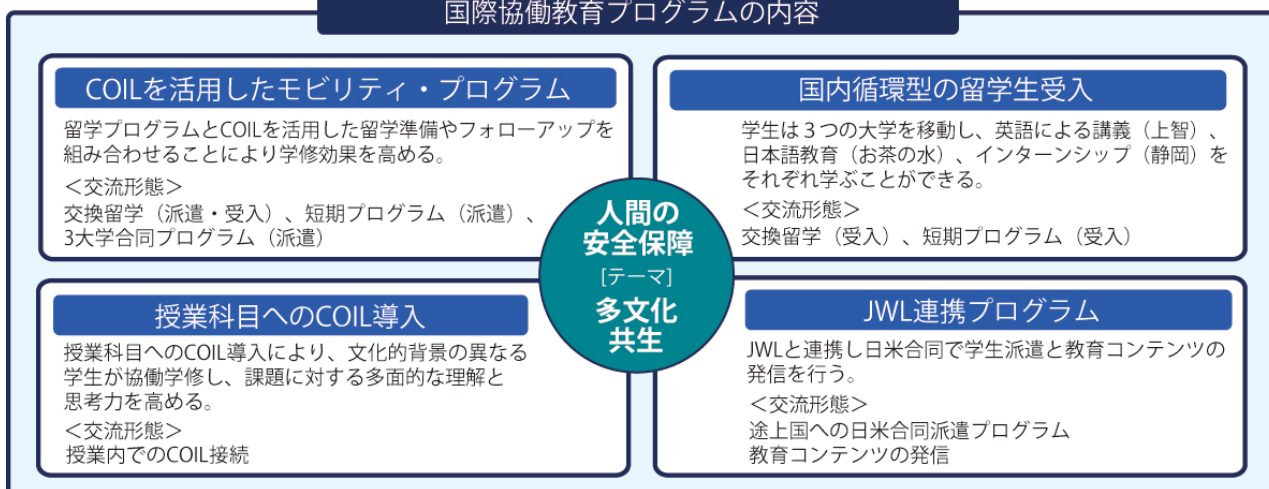 国際協働教育プログラムの内容
COILを活用したモビリティ・プログラム
留学プログラムとCOILを活用した留学準備やフォローアップを
組み合わせることにより学修効果を高める。
＜交流形態＞
交換留学（派遣・受入）、短期プログラム（派遣）、
3大学合同プログラム（派遣）
国内循環型の留学生受入
学生は３つの大学を移動し、英語による講義（上智）、
日本語教育（お茶の水）、インターンシップ（静岡）を
それぞれ学ぶことができる。
＜交流形態＞
交換留学（受入）、短期プログラム（受入）
人間の
安全保障
[テーマ]
多文化
共生
授業科目へのCOIL導入
授業科目へのCOIL導入により、文化的背景の異なる
学生が協働学修し、課題に対する多面的な理解と
思考力を高める。
＜交流形態＞
授業内でのCOIL接続
JWL連携プログラム
JWLと連携し日米合同で学生派遣と教育コンテンツの
発信を行う。
＜交流形態＞
途上国への日米合同派遣プログラム
教育コンテンツの発信